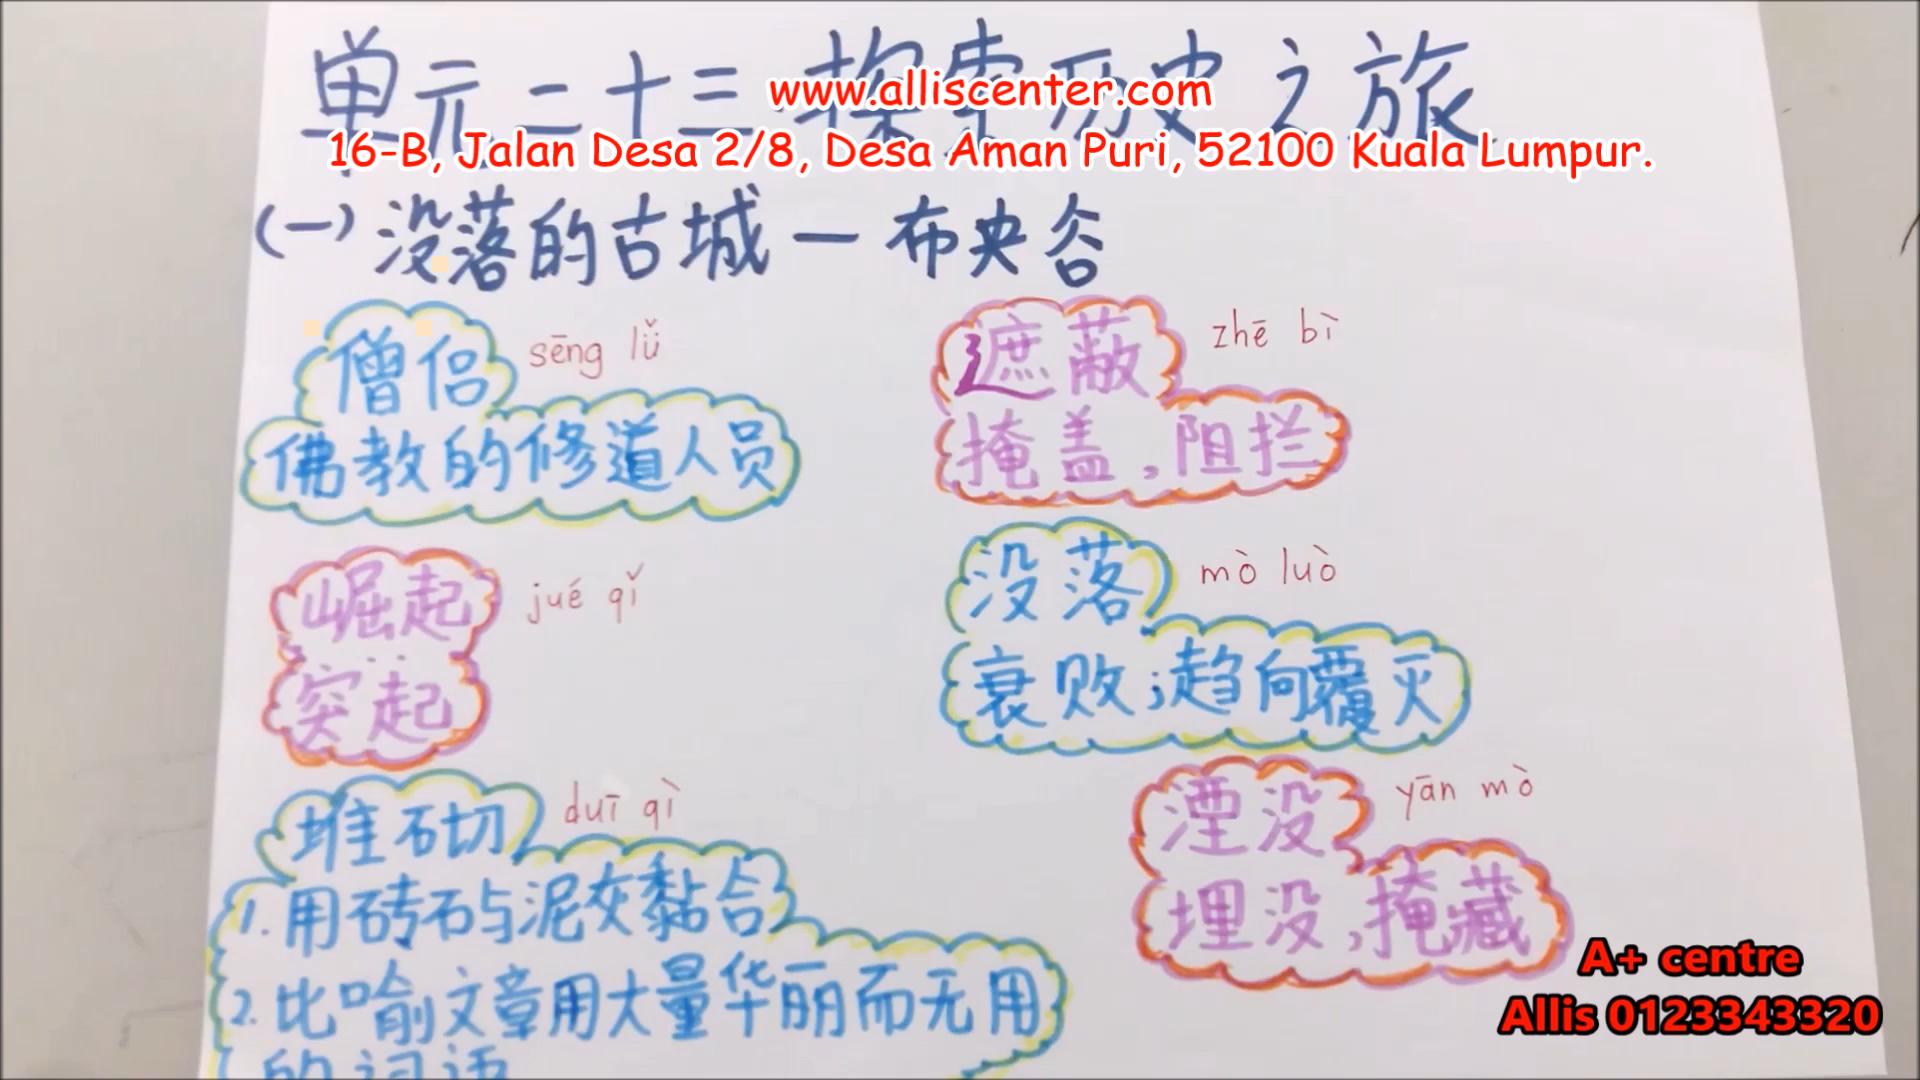 单元二十三 探索历史之旅
www.alliscenter.com
16-B, Jalan Desa 2/8, Desa Aman Puri, 52100 Kuala Lumpur.
(一) 没落的古城 — 布央谷
僧侣 sēng lǚ
佛教的修道人员
崛起 jué qǐ
突起
堆砌 duī qì
1. 用砖石与泥灰黏合
2. 比喻文章用大量华丽而无用
的词语
遮蔽 zhē bì
掩盖,阻拦
没落 mò luò
衰败;趋向覆灭
湮没 yān mò
埋没,掩藏
A+ centre
Allis 0123343320